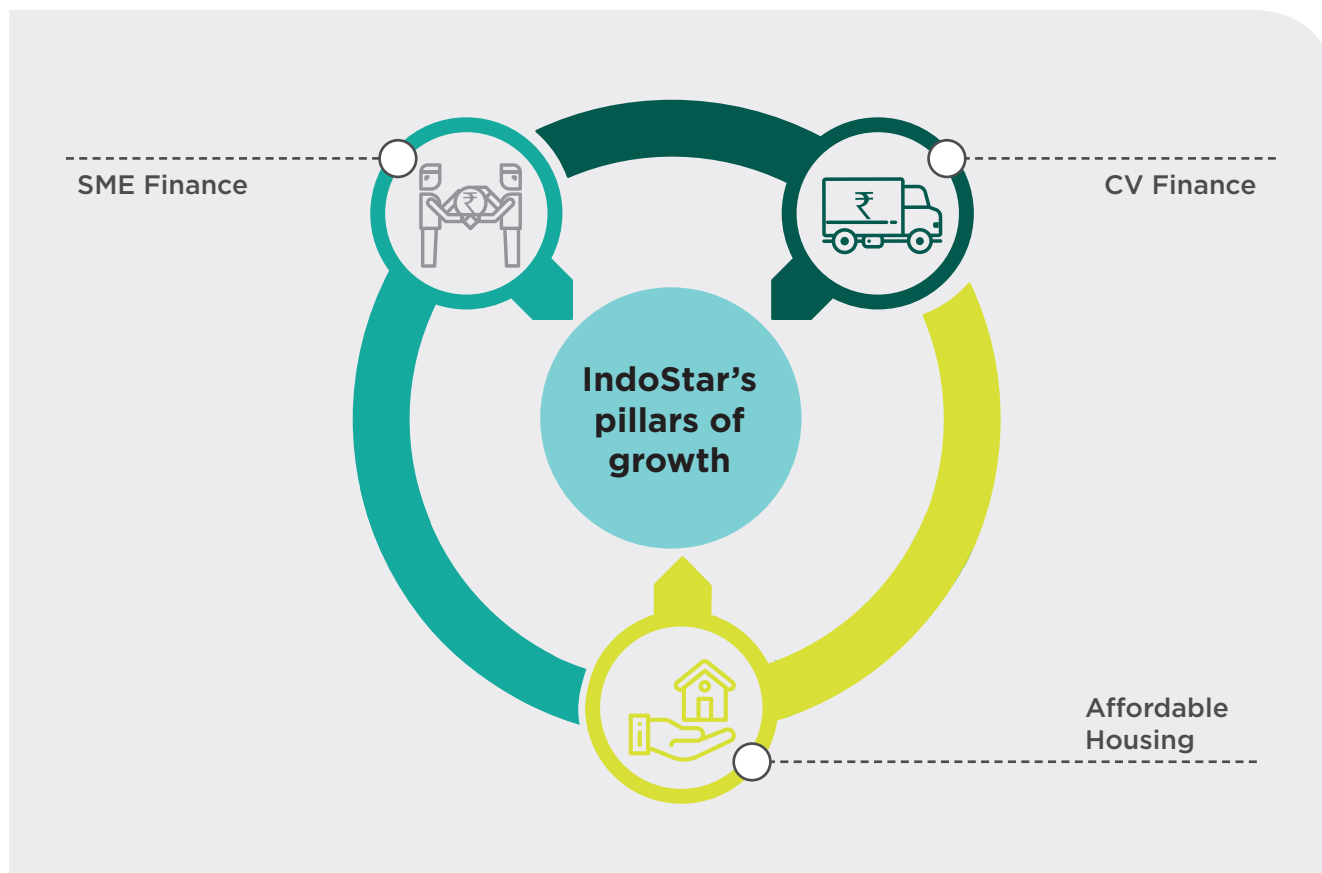 SME Finance
₹
₹
CV Finance
IndoStar’s
pillars of
growth
Affordable
Housing